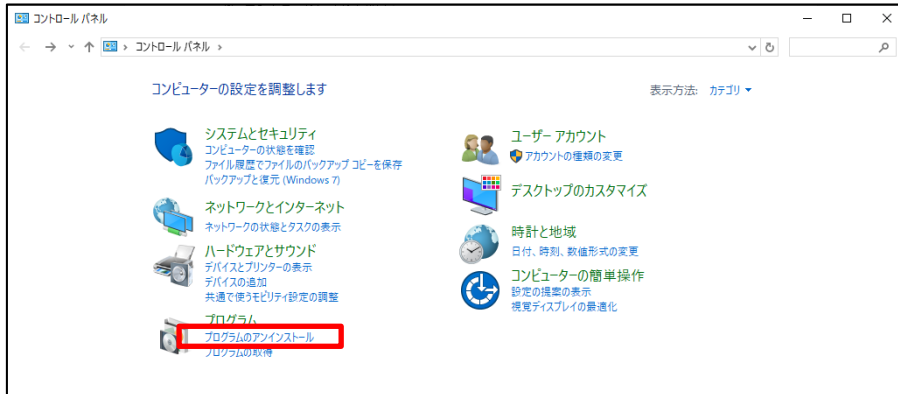 コントロール パネル
コントロール パネル
コンピューターの設定を調整します
表示方法: カテゴリ
システムとセキュリティ
コンピューターの状態を確認
ファイル履歴でファイルのバックアップ コピーを保存
バックアップと復元 (Windows 7)
ネットワークとインターネット
ネットワークの状態とタスクの表示
ハードウェアとサウンド
デバイスとプリンターの表示
デバイスの追加
共通で使うモビリティ設定の調整
プログラム
プログラムのアンインストール
プログラムの取得
ユーザー アカウント
アカウントの種類の変更
デスクトップのカスタマイズ
時計と地域
日付、時刻、数値形式の変更
コンピューターの簡単操作
設定の提案の表示
視覚ディスプレイの最適化